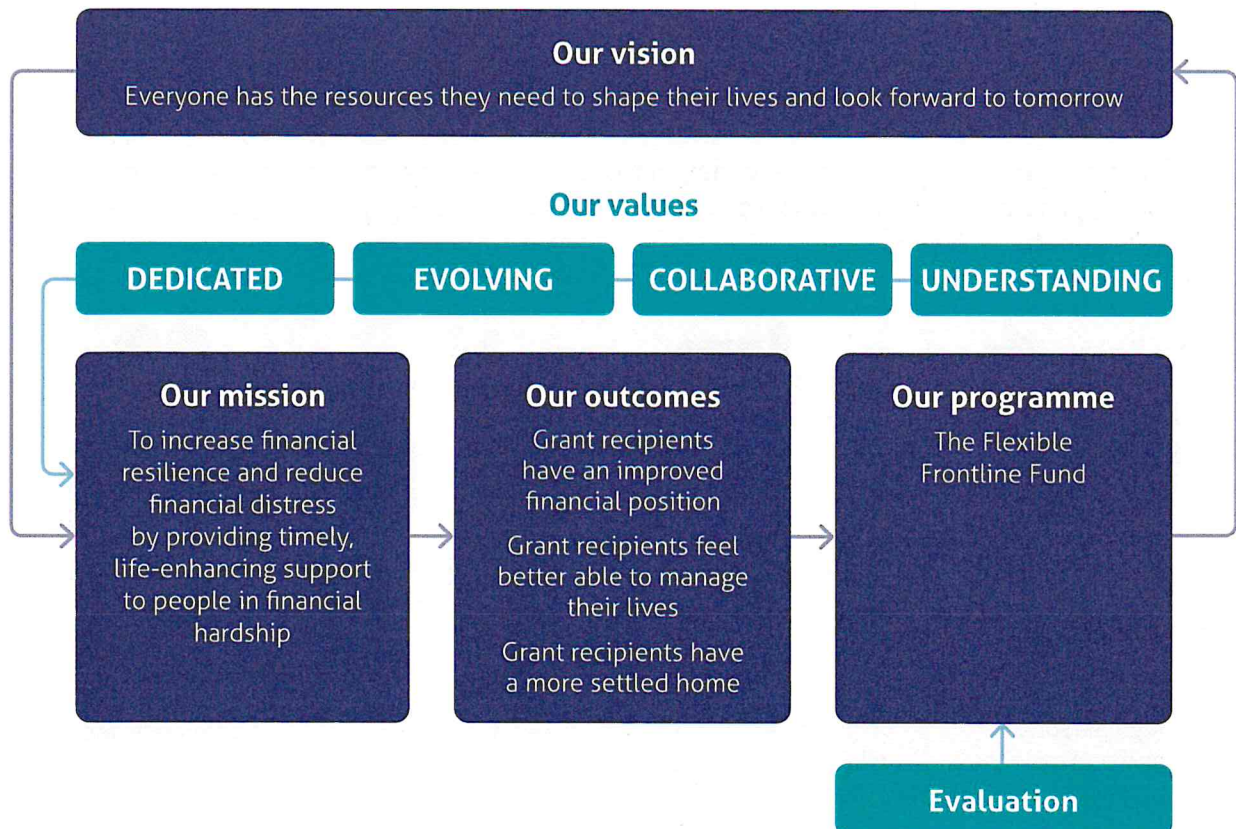 Our vision
Everyone has the resources they need to shape their lives and look forward to tomorrow
Our values
DEDICATED
EVOLVING
COLLABORATIVE
UNDERSTANDING
Our mission
To increase financial
resilience and reduce
financial distress
by providing timely,
life-enhancing support
to people in financial
hardship
Our outcomes
Grant recipients
have an improved
financial position
Grant recipients feel
better able to manage
their lives
Grant recipients have
a more settled home
Our programme
The Flexible
Frontline Fund
Evaluation